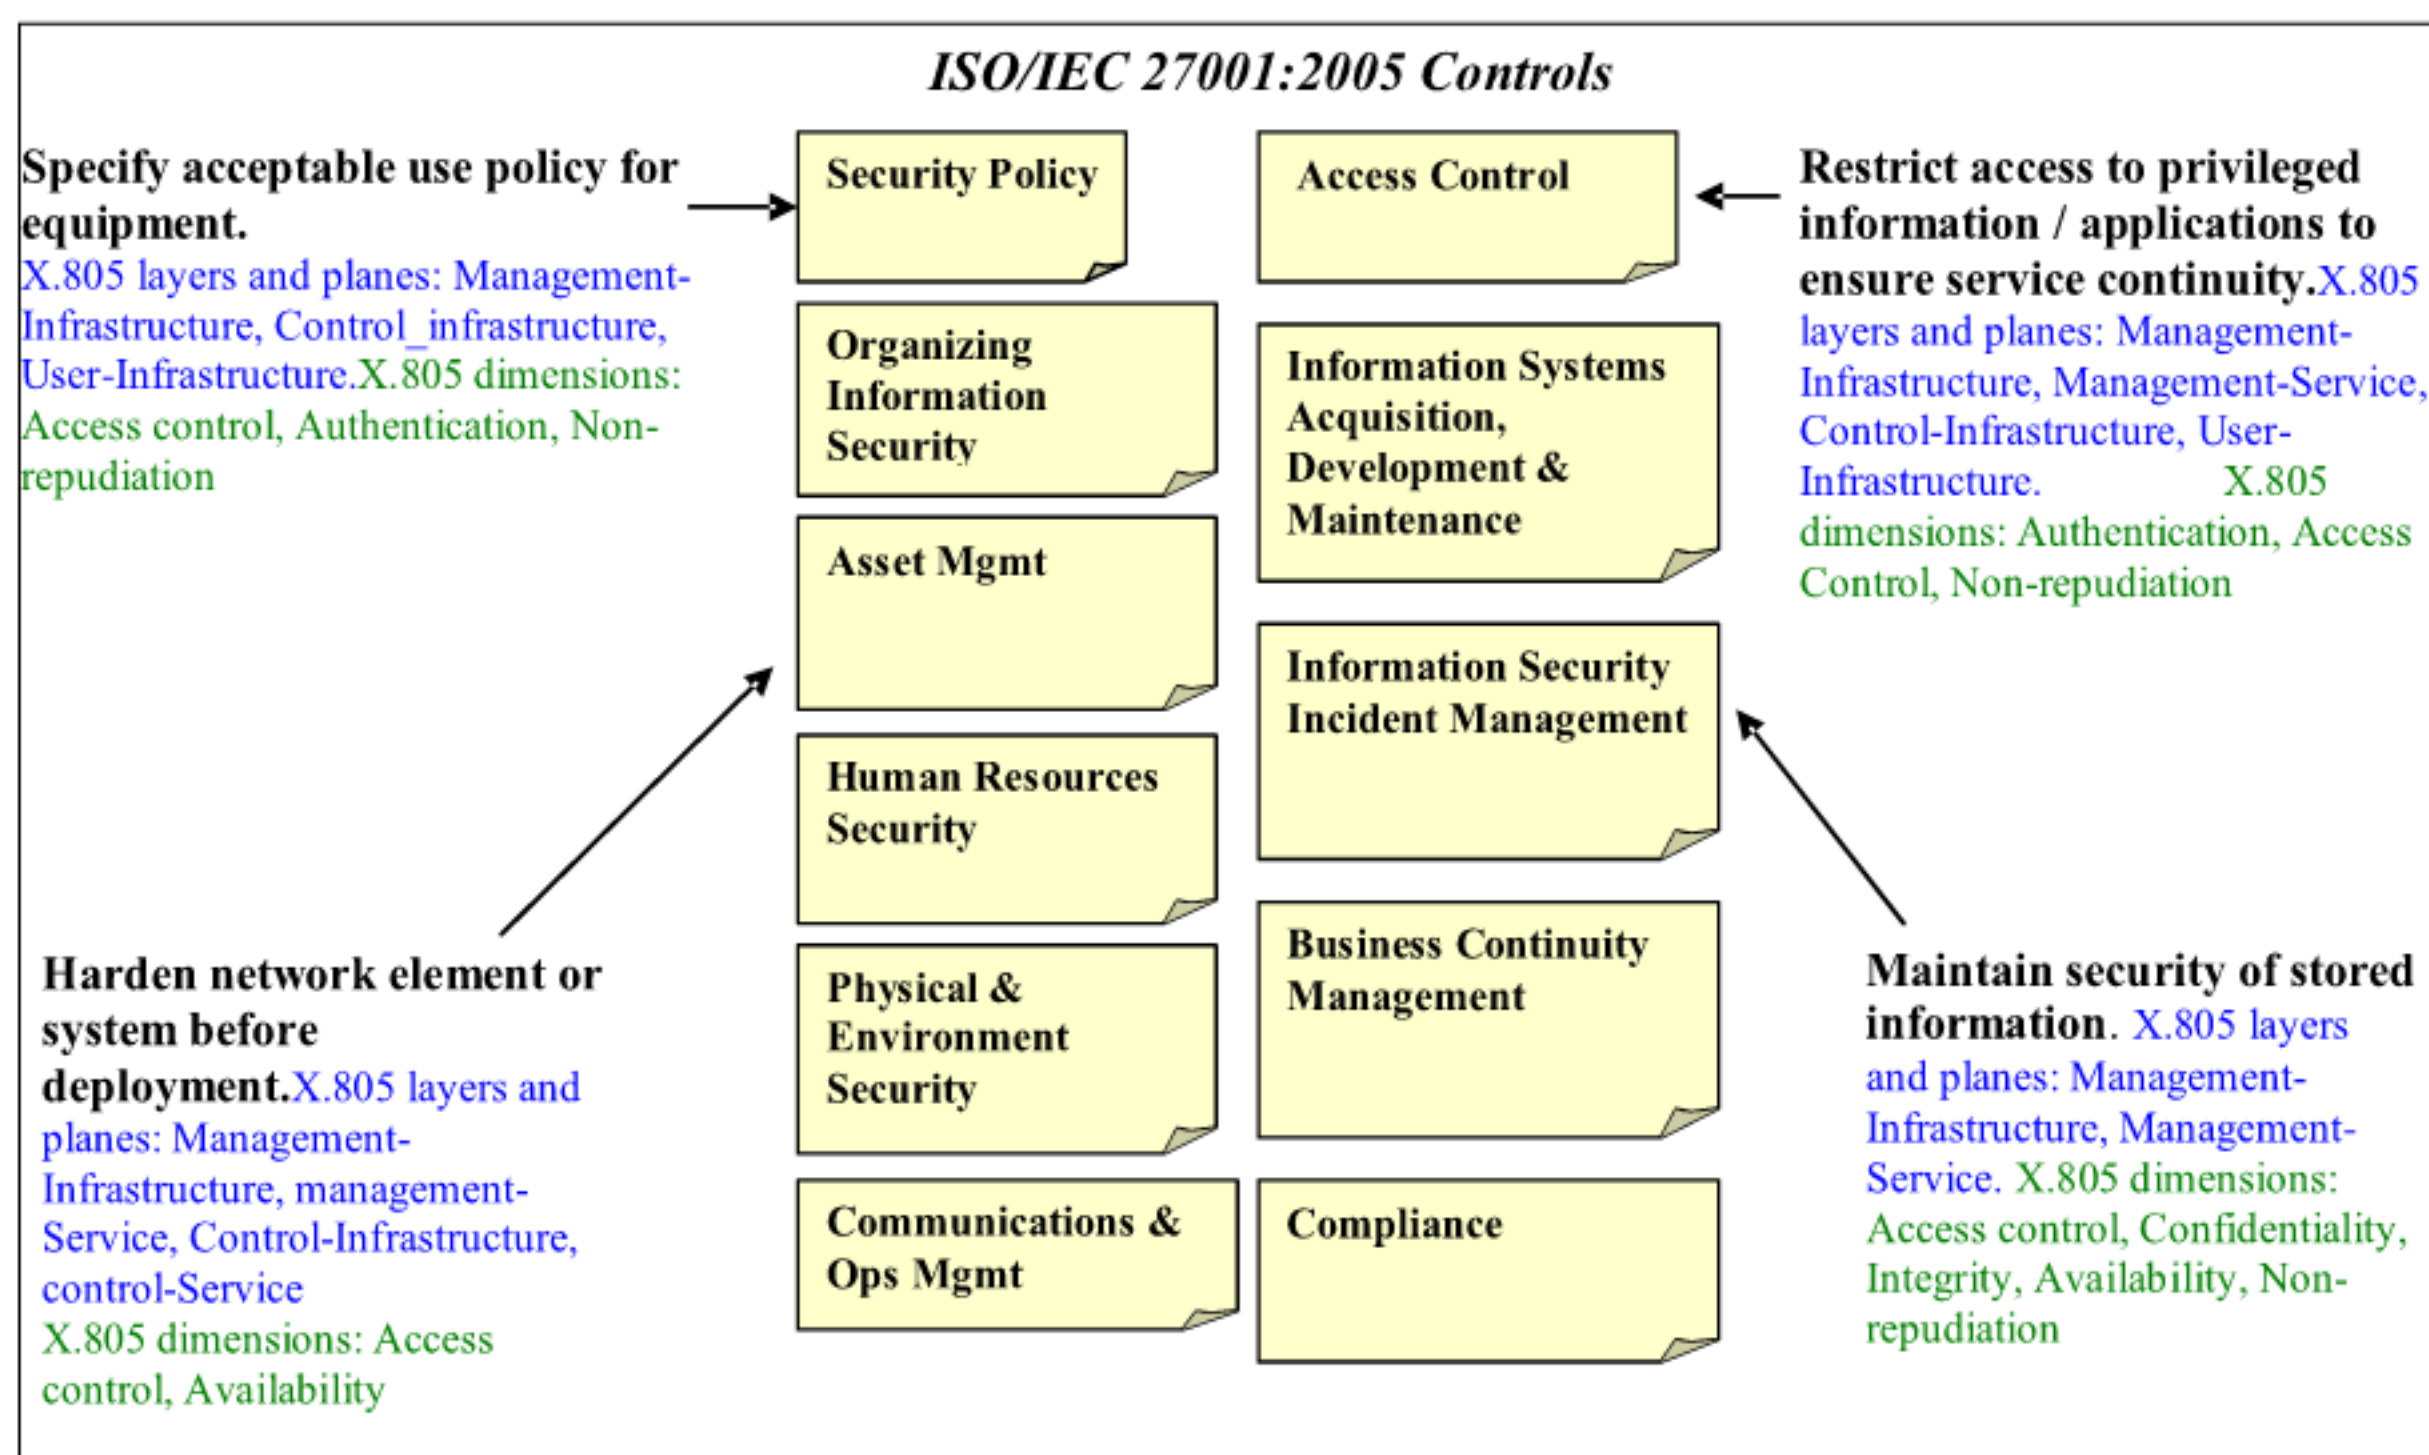 ISO/IEC 27001:2005 Controls
Specify acceptable use policy for
equipment.
X.805 layers and planes: Management-
Infrastructure, Control_infrastructure,
User-Infrastructure.X.805 dimensions:
Access control, Authentication, Non-
repudiation
Harden network element or
system before
deployment.X.805 layers and
planes: Management-
Infrastructure, management-
Service, Control-Infrastructure,
control-Service
X.805 dimensions: Access
control, Availability
Security Policy
Organizing
Information
Security
Asset Mgmt
Human Resources
Security
Physical &
Environment
Security
Communications &
Ops Mgmt
Access Control
Information Systems
Acquisition,
Development &
Maintenance
Information Security
Incident Management
Business Continuity
Management
Compliance
Restrict access to privileged
information / applications to
ensure service continuity.X.805
layers and planes: Management-
Infrastructure, Management-Service,
Control-Infrastructure, User-
Infrastructure. X.805
dimensions: Authentication, Access
Control, Non-repudiation
Maintain security of stored
information. X.805 layers
and planes: Management-
Infrastructure, Management-
Service. X.805 dimensions:
Access control, Confidentiality,
Integrity, Availability, Non-
repudiation